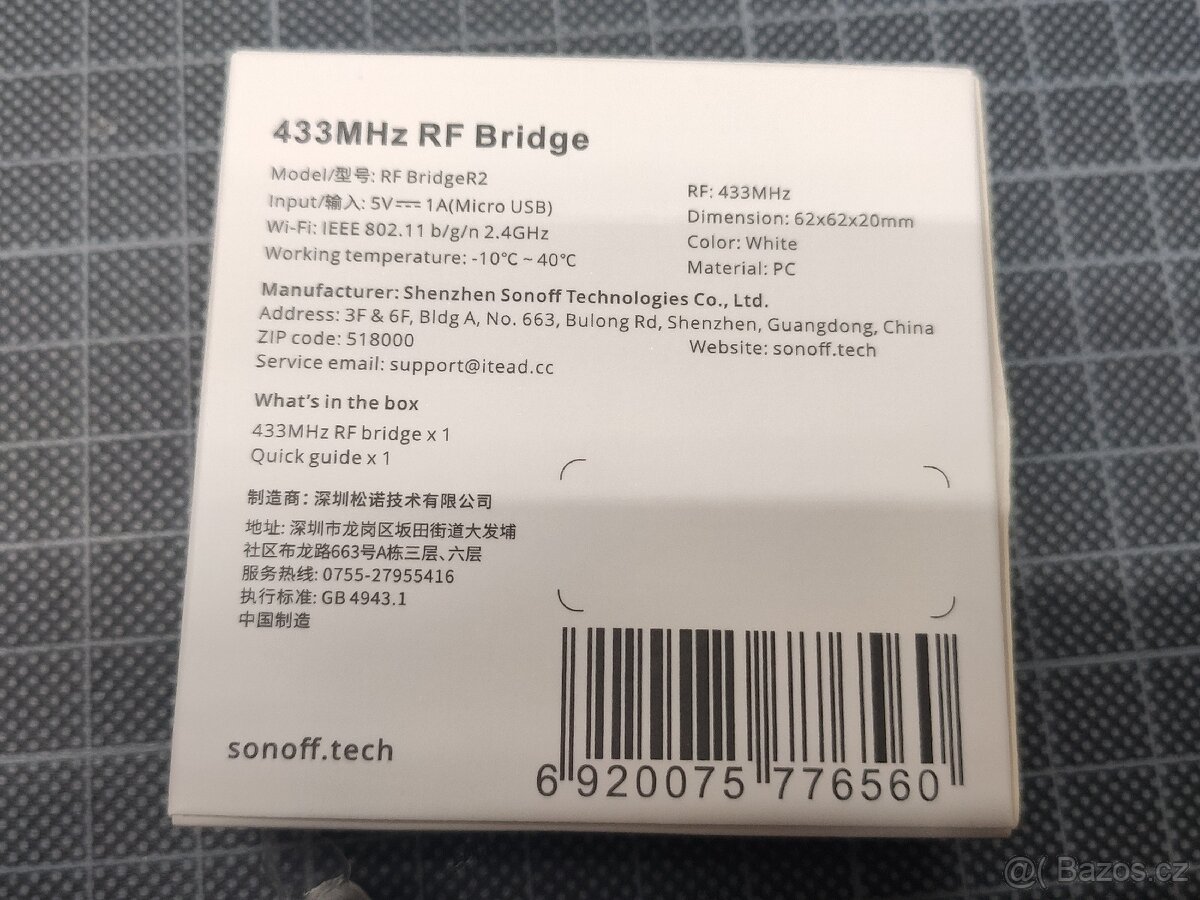 433MHz RF Bridge
Model/型号: RF BridgeR2
Input/输入: 5V⎓1A(Micro USB)
Wi-Fi: IEEE 802.11 b/g/n 2.4GHz
Working temperature: -10℃ ~ 40℃
RF: 433MHz
Dimension: 62x62x20mm
Color: White
Material: PC
Manufacturer: Shenzhen Sonoff Technologies Co., Ltd.
Address: 3F & 6F, Bldg A, No. 663, Bulong Rd, Shenzhen, Guangdong, China
ZIP code: 518000
Website: sonoff.tech
Service email: support@itead.cc
What's in the box
433MHz RF bridge x 1
Quick guide x 1
制造商: 深圳松诺技术有限公司
地址: 深圳市龙岗区坂田街道大发埔
社区布龙路663号A栋三层、六层
服务热线: 0755-27955416
执行标准: GB 4943.1
中国制造
sonoff.tech
6 920075 776560
@( Bazos.cz